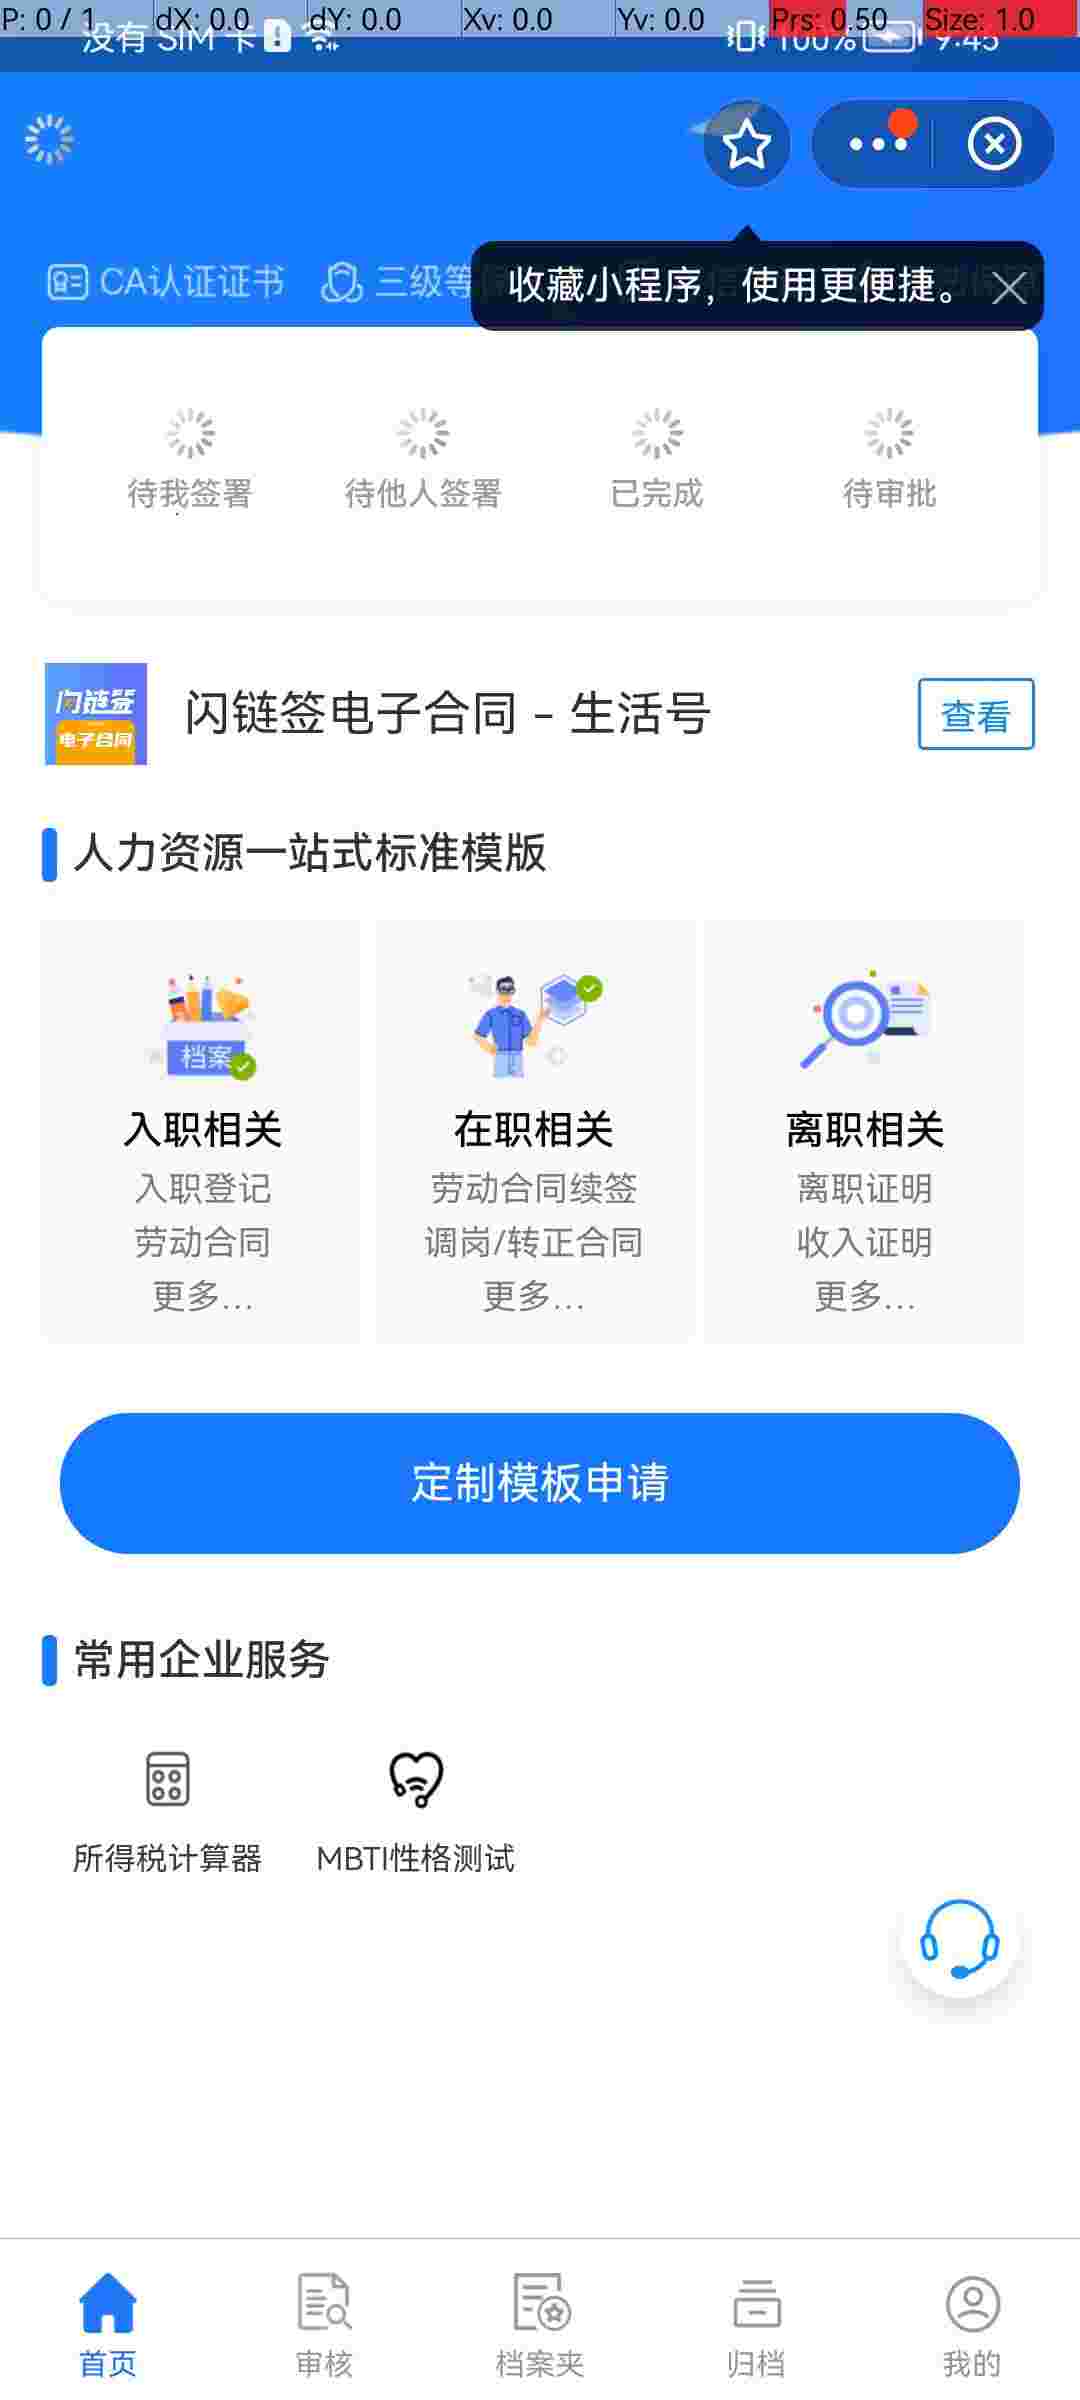 P: 0 / 1 dX: 0.0 dY: 0.0 Xv: 0.0 Yv: 0.0 Prs: 0.50 Size: 1.0
没有 SIM 卡 100% 9:45
CA认证证书 三级等
收藏小程序，使用更便捷。
待我签署 待他人签署 已完成 待审批
闪链签
电子合同
闪链签电子合同 - 生活号
查看
人力资源一站式标准模版
档案
入职相关 在职相关 离职相关
入职登记 劳动合同续签 离职证明
劳动合同 调岗/转正合同 收入证明
更多... 更多... 更多...
定制模板申请
常用企业服务
所得税计算器 MBTI性格测试
首页 审核 档案夹 归档 我的